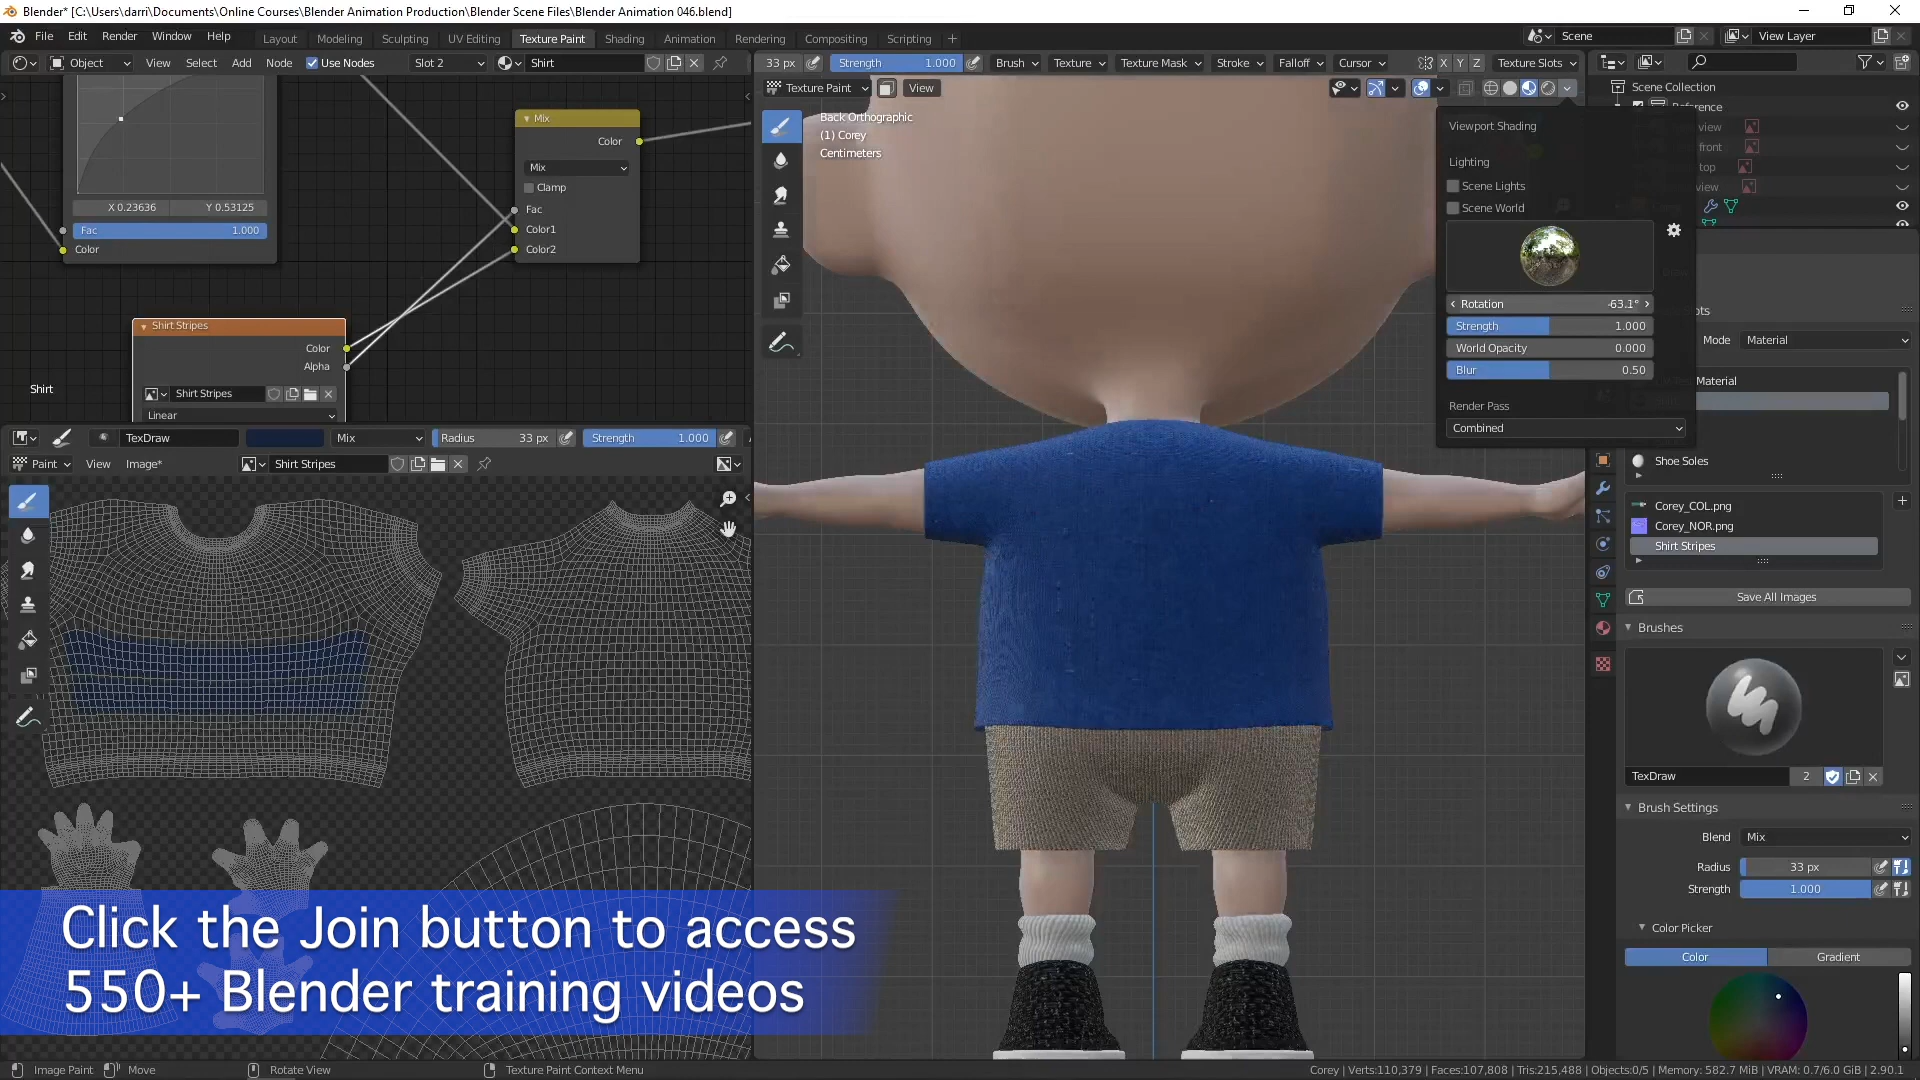 Blender* [C:\Users\darri\Documents\Online Courses\Blender Animation Production\Blender Scene Files\Blender Animation 046.blend]
File Edit Render Window Help
Layout Modeling Sculpting UV Editing Texture Paint Shading Animation Rendering Compositing Scripting +
Scene
View Layer
Object View Select Add Node Use Nodes Slot 2 Shirt
33 px Strength 1.000 Brush Texture Texture Mask Stroke Falloff Cursor X Y Z Texture Slots
Texture Paint View
Back Orthographic
(1) Corey
Centimeters
X 0.23636 Y 0.53125
Fac 1.000
Color
Mix
Color
Mix
Clamp
Fac
Color1
Color2
Shirt Stripes
Color
Alpha
Shirt Stripes
Linear
Shirt
Viewport Shading
Lighting
Scene Lights
Scene World
Rotation -63.1°
Strength 1.000
World Opacity 0.000
Blur 0.50
Render Pass
Combined
Scene Collection
Reference
view
front
top
view
ots
Mode Material
Material
Shoe Soles
Corey_COL.png
Corey_NOR.png
Shirt Stripes
Save All Images
Brushes
TexDraw 2
Brush Settings
Blend Mix
Radius 33 px
Strength 1.000
Color Picker
Color Gradient
TexDraw Mix Radius 33 px Strength 1.000
Paint View Image* Shirt Stripes
Click the Join button to access
550+ Blender training videos
Image Paint Move Rotate View Texture Paint Context Menu
Corey | Verts:110,379 | Faces:107,808 | Tris:215,488 | Objects:0/5 | Memory: 582.7 MiB | VRAM: 0.7/6.0 GiB | 2.90.1